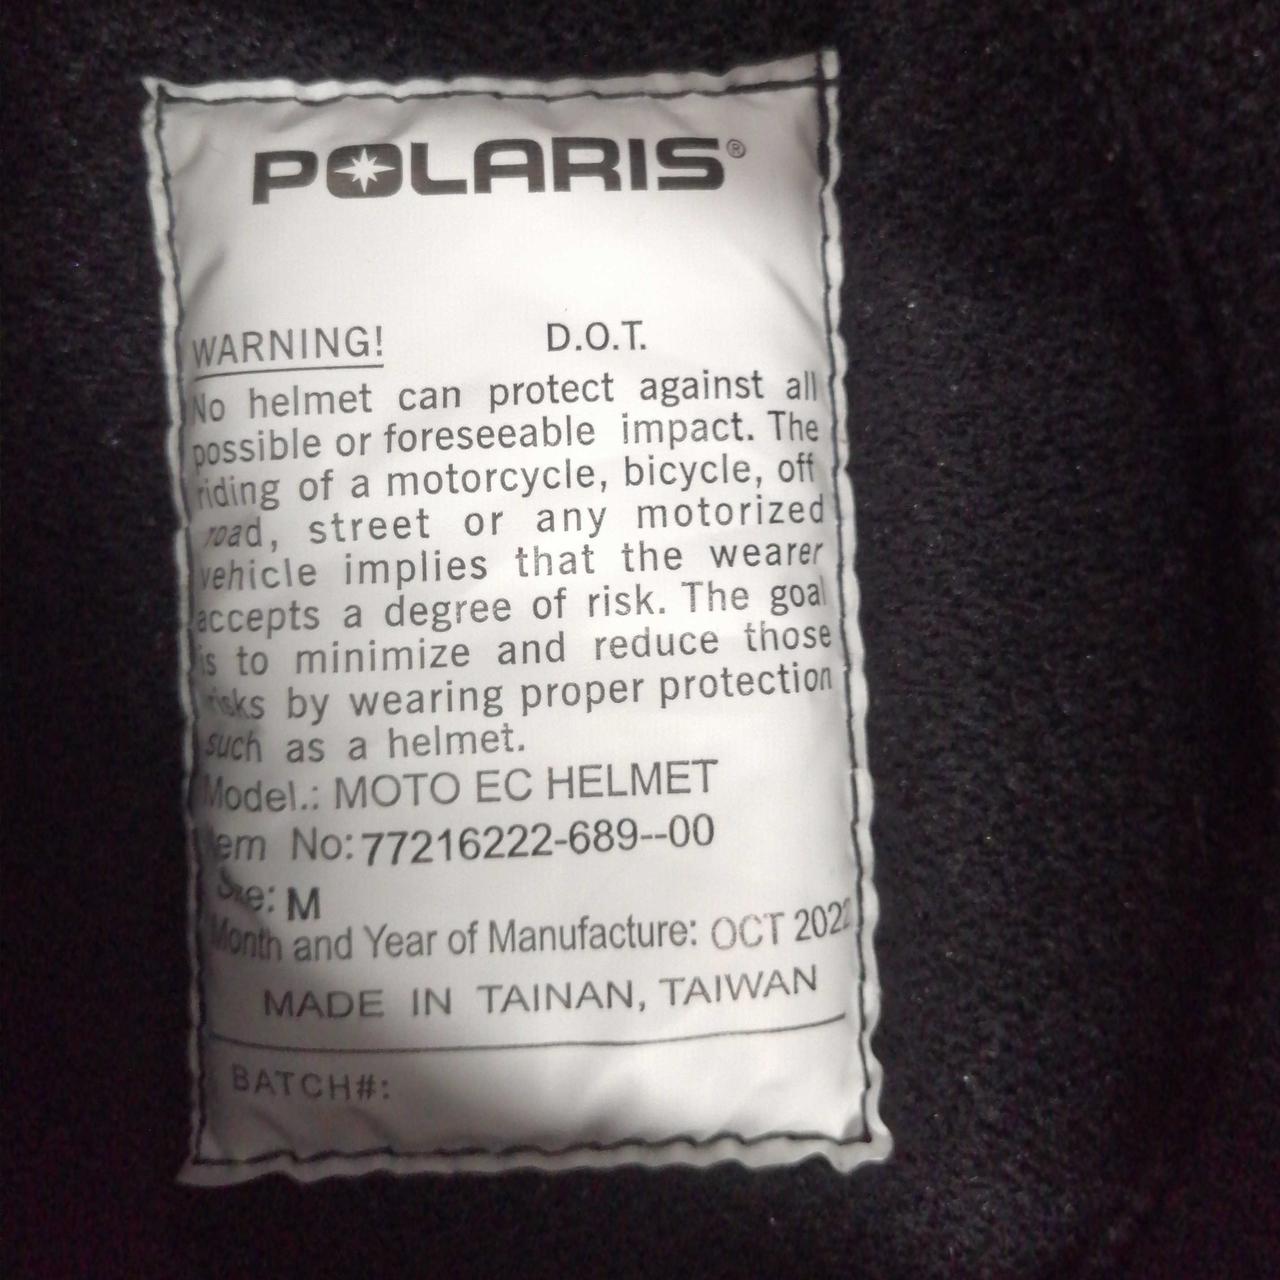 POLARIS®
WARNING! D.O.T.
No helmet can protect against all
possible or foreseeable impact. The
riding of a motorcycle, bicycle, off
road, street or any motorized
vehicle implies that the wearer
accepts a degree of risk. The goal
is to minimize and reduce those
risks by wearing proper protection
such as a helmet.
Model.: MOTO EC HELMET
Item No: 77216222-689--00
Size: M
Month and Year of Manufacture: OCT 2022
MADE IN TAINAN, TAIWAN
BATCH#: